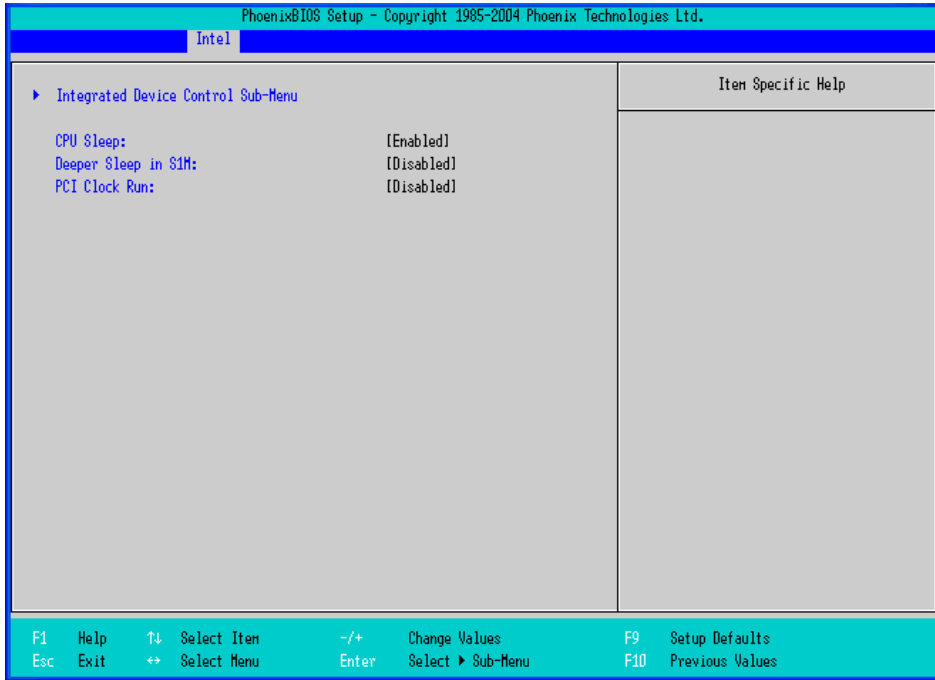 PhoenixBIOS Setup - Copyright 1985-2004 Phoenix Technologies Ltd.
Intel
Item Specific Help
▶ Integrated Device Control Sub-Menu
CPU Sleep: [Enabled]
Deeper Sleep in S1M: [Disabled]
PCI Clock Run: [Disabled]
F1 Help ↑↓ Select Item -/+ Change Values F9 Setup Defaults
Esc Exit ↔ Select Menu Enter Select ▶ Sub-Menu F10 Previous Values